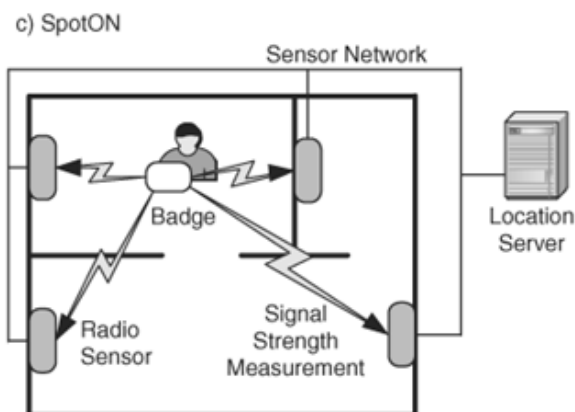 c) SpotON
Sensor Network
Badge
Location
Server
Radio
Sensor
Signal
Strength
Measurement